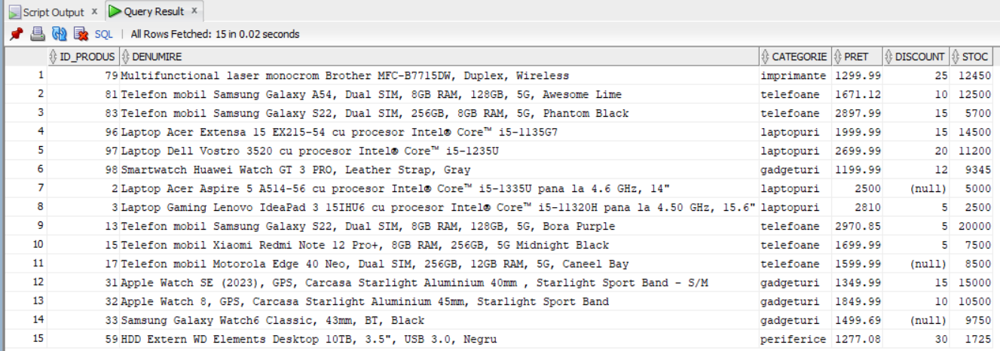 Script Output x Query Result x
SQL | All Rows Fetched: 15 in 0.02 seconds
ID_PRODUS DENUMIRE CATEGORIE PRET DISCOUNT STOC
1 79 Multifunctional laser monocrom Brother MFC-B7715DW, Duplex, Wireless imprimante 1299.99 25 12450
2 81 Telefon mobil Samsung Galaxy A54, Dual SIM, 8GB RAM, 128GB, 5G, Awesome Lime telefoane 1671.12 10 12500
3 83 Telefon mobil Samsung Galaxy S22, Dual SIM, 256GB, 8GB RAM, 5G, Phantom Black telefoane 2897.99 15 5700
4 96 Laptop Acer Extensa 15 EX215-54 cu procesor Intel® Core™ i5-1135G7 laptopuri 1999.99 15 14500
5 97 Laptop Dell Vostro 3520 cu procesor Intel® Core™ i5-1235U laptopuri 2699.99 20 11200
6 98 Smartwatch Huawei Watch GT 3 PRO, Leather Strap, Gray gadgeturi 1199.99 12 9345
7 2 Laptop Acer Aspire 5 A514-56 cu procesor Intel® Core™ i5-1335U pana la 4.6 GHz, 14" laptopuri 2500 (null) 5000
8 3 Laptop Gaming Lenovo IdeaPad 3 15IHU6 cu procesor Intel® Core™ i5-11320H pana la 4.50 GHz, 15.6" laptopuri 2810 5 2500
9 13 Telefon mobil Samsung Galaxy S22, Dual SIM, 8GB RAM, 128GB, 5G, Bora Purple telefoane 2970.85 5 20000
10 15 Telefon mobil Xiaomi Redmi Note 12 Pro+, 8GB RAM, 256GB, 5G Midnight Black telefoane 1699.99 5 7500
11 17 Telefon mobil Motorola Edge 40 Neo, Dual SIM, 256GB, 12GB RAM, 5G, Caneel Bay telefoane 1599.99 (null) 8500
12 31 Apple Watch SE (2023), GPS, Carcasa Starlight Aluminium 40mm , Starlight Sport Band - S/M gadgeturi 1349.99 15 15000
13 32 Apple Watch 8, GPS, Carcasa Starlight Aluminium 45mm, Starlight Sport Band gadgeturi 1849.99 10 10500
14 33 Samsung Galaxy Watch6 Classic, 43mm, BT, Black gadgeturi 1499.69 (null) 9750
15 59 HDD Extern WD Elements Desktop 10TB, 3.5", USB 3.0, Negru periferice 1277.08 30 1725